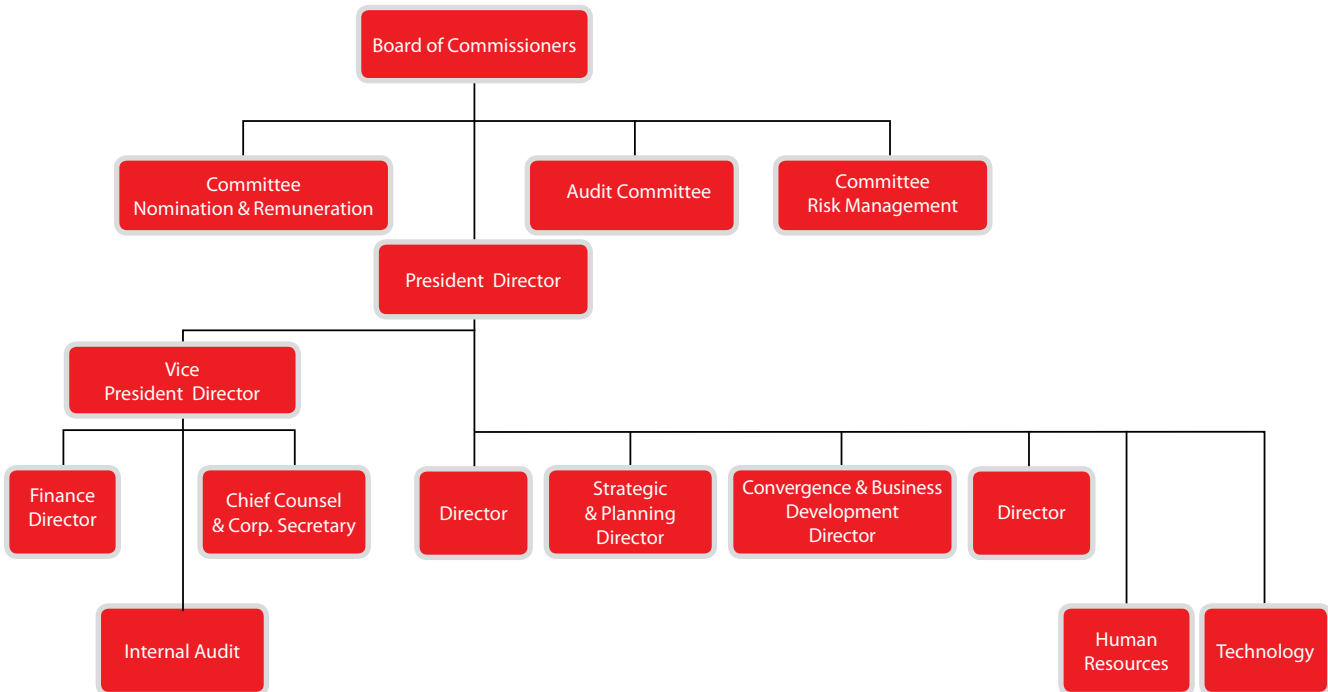 Board of Commissioners
Committee
Nomination & Remuneration
Audit Committee
Committee
Risk Management
President Director
Vice
President Director
Finance
Director
Chief Counsel
& Corp. Secretary
Director
Strategic
& Planning
Director
Convergence & Business
Development
Director
Director
Internal Audit
Human
Resources
Technology